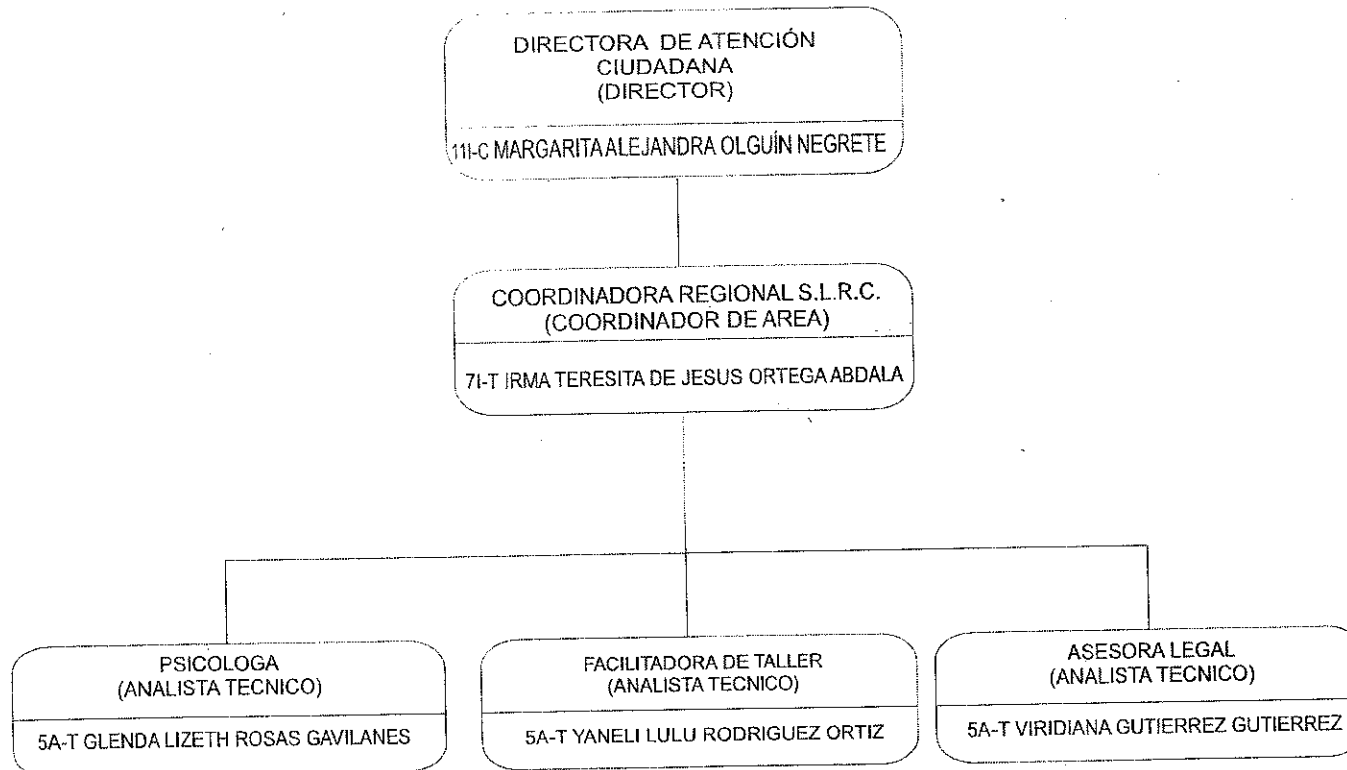 DIRECTORA DE ATENCIÓN
CIUDADANA
(DIRECTOR)
11I-C MARGARITA ALEJANDRA OLGUÍN NEGRETE
COORDINADORA REGIONAL S.L.R.C.
(COORDINADOR DE AREA)
7I-T IRMA TERESITA DE JESUS ORTEGA ABDALA
PSICOLOGA
(ANALISTA TECNICO)
5A-T GLENDA LIZETH ROSAS GAVILANES
FACILITADORA DE TALLER
(ANALISTA TECNICO)
5A-T YANELI LULU RODRIGUEZ ORTIZ
ASESORA LEGAL
(ANALISTA TECNICO)
5A-T VIRIDIANA GUTIERREZ GUTIERREZ